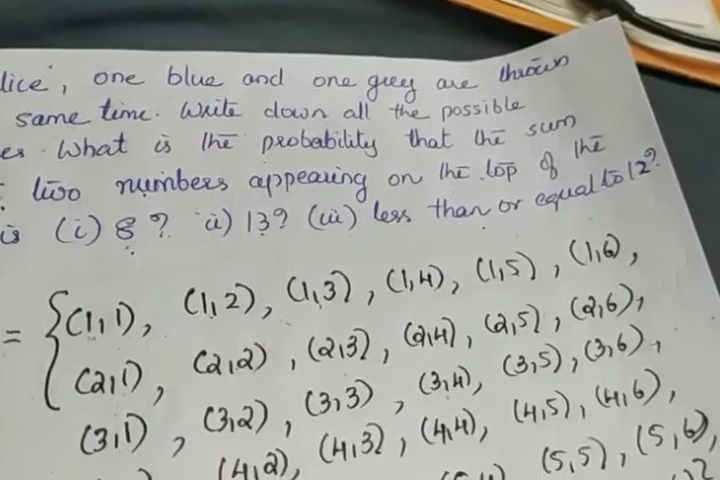 dice, one blue and one grey are thrown
same time. Write down all the possible
es. What is the probability that the sum
two numbers appearing on the top of the
is (i) 8? ii) 13? (iii) less than or equal to 12?
= {(1,1), (1,2), (1,3), (1,4), (1,5), (1,6),
(2,1), (2,2), (2,3), (2,4), (2,5), (2,6),
(3,1), (3,2), (3,3), (3,4), (3,5), (3,6),
(4,2), (4,3), (4,4), (4,5), (4,6),
(5,5), (5,6),